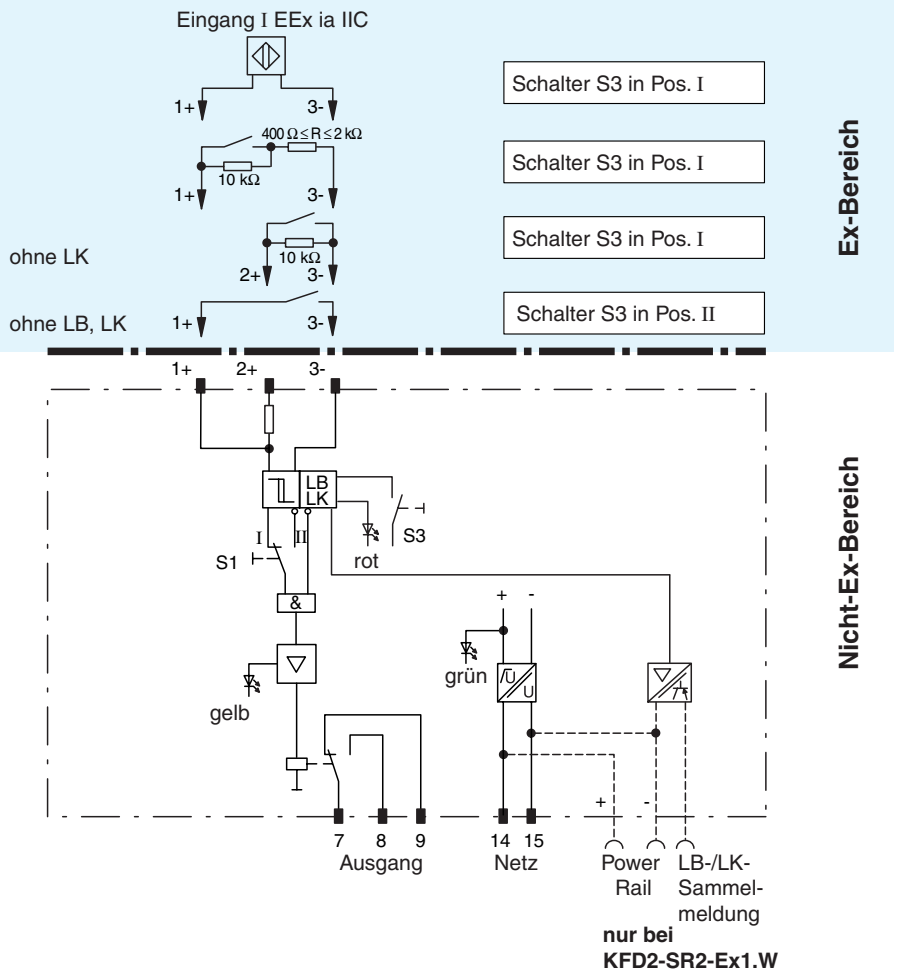 Eingang I EEx ia IIC
1+ 3-
Schalter S3 in Pos. I
400 Ω ≤ R ≤ 2 kΩ
10 kΩ
1+ 3-
Schalter S3 in Pos. I
ohne LK
10 kΩ
2+ 3-
Schalter S3 in Pos. I
ohne LB, LK
1+ 3-
Schalter S3 in Pos. II
Ex-Bereich
1+ 2+ 3-
LB
LK
I II
S1
rot
S3
&
gelb
+ -
grün
U
U
+ -
7 8 9
Ausgang
14 15
Netz
Power
Rail
LB-/LK-
Sammel-
meldung
nur bei
KFD2-SR2-Ex1.W
Nicht-Ex-Bereich